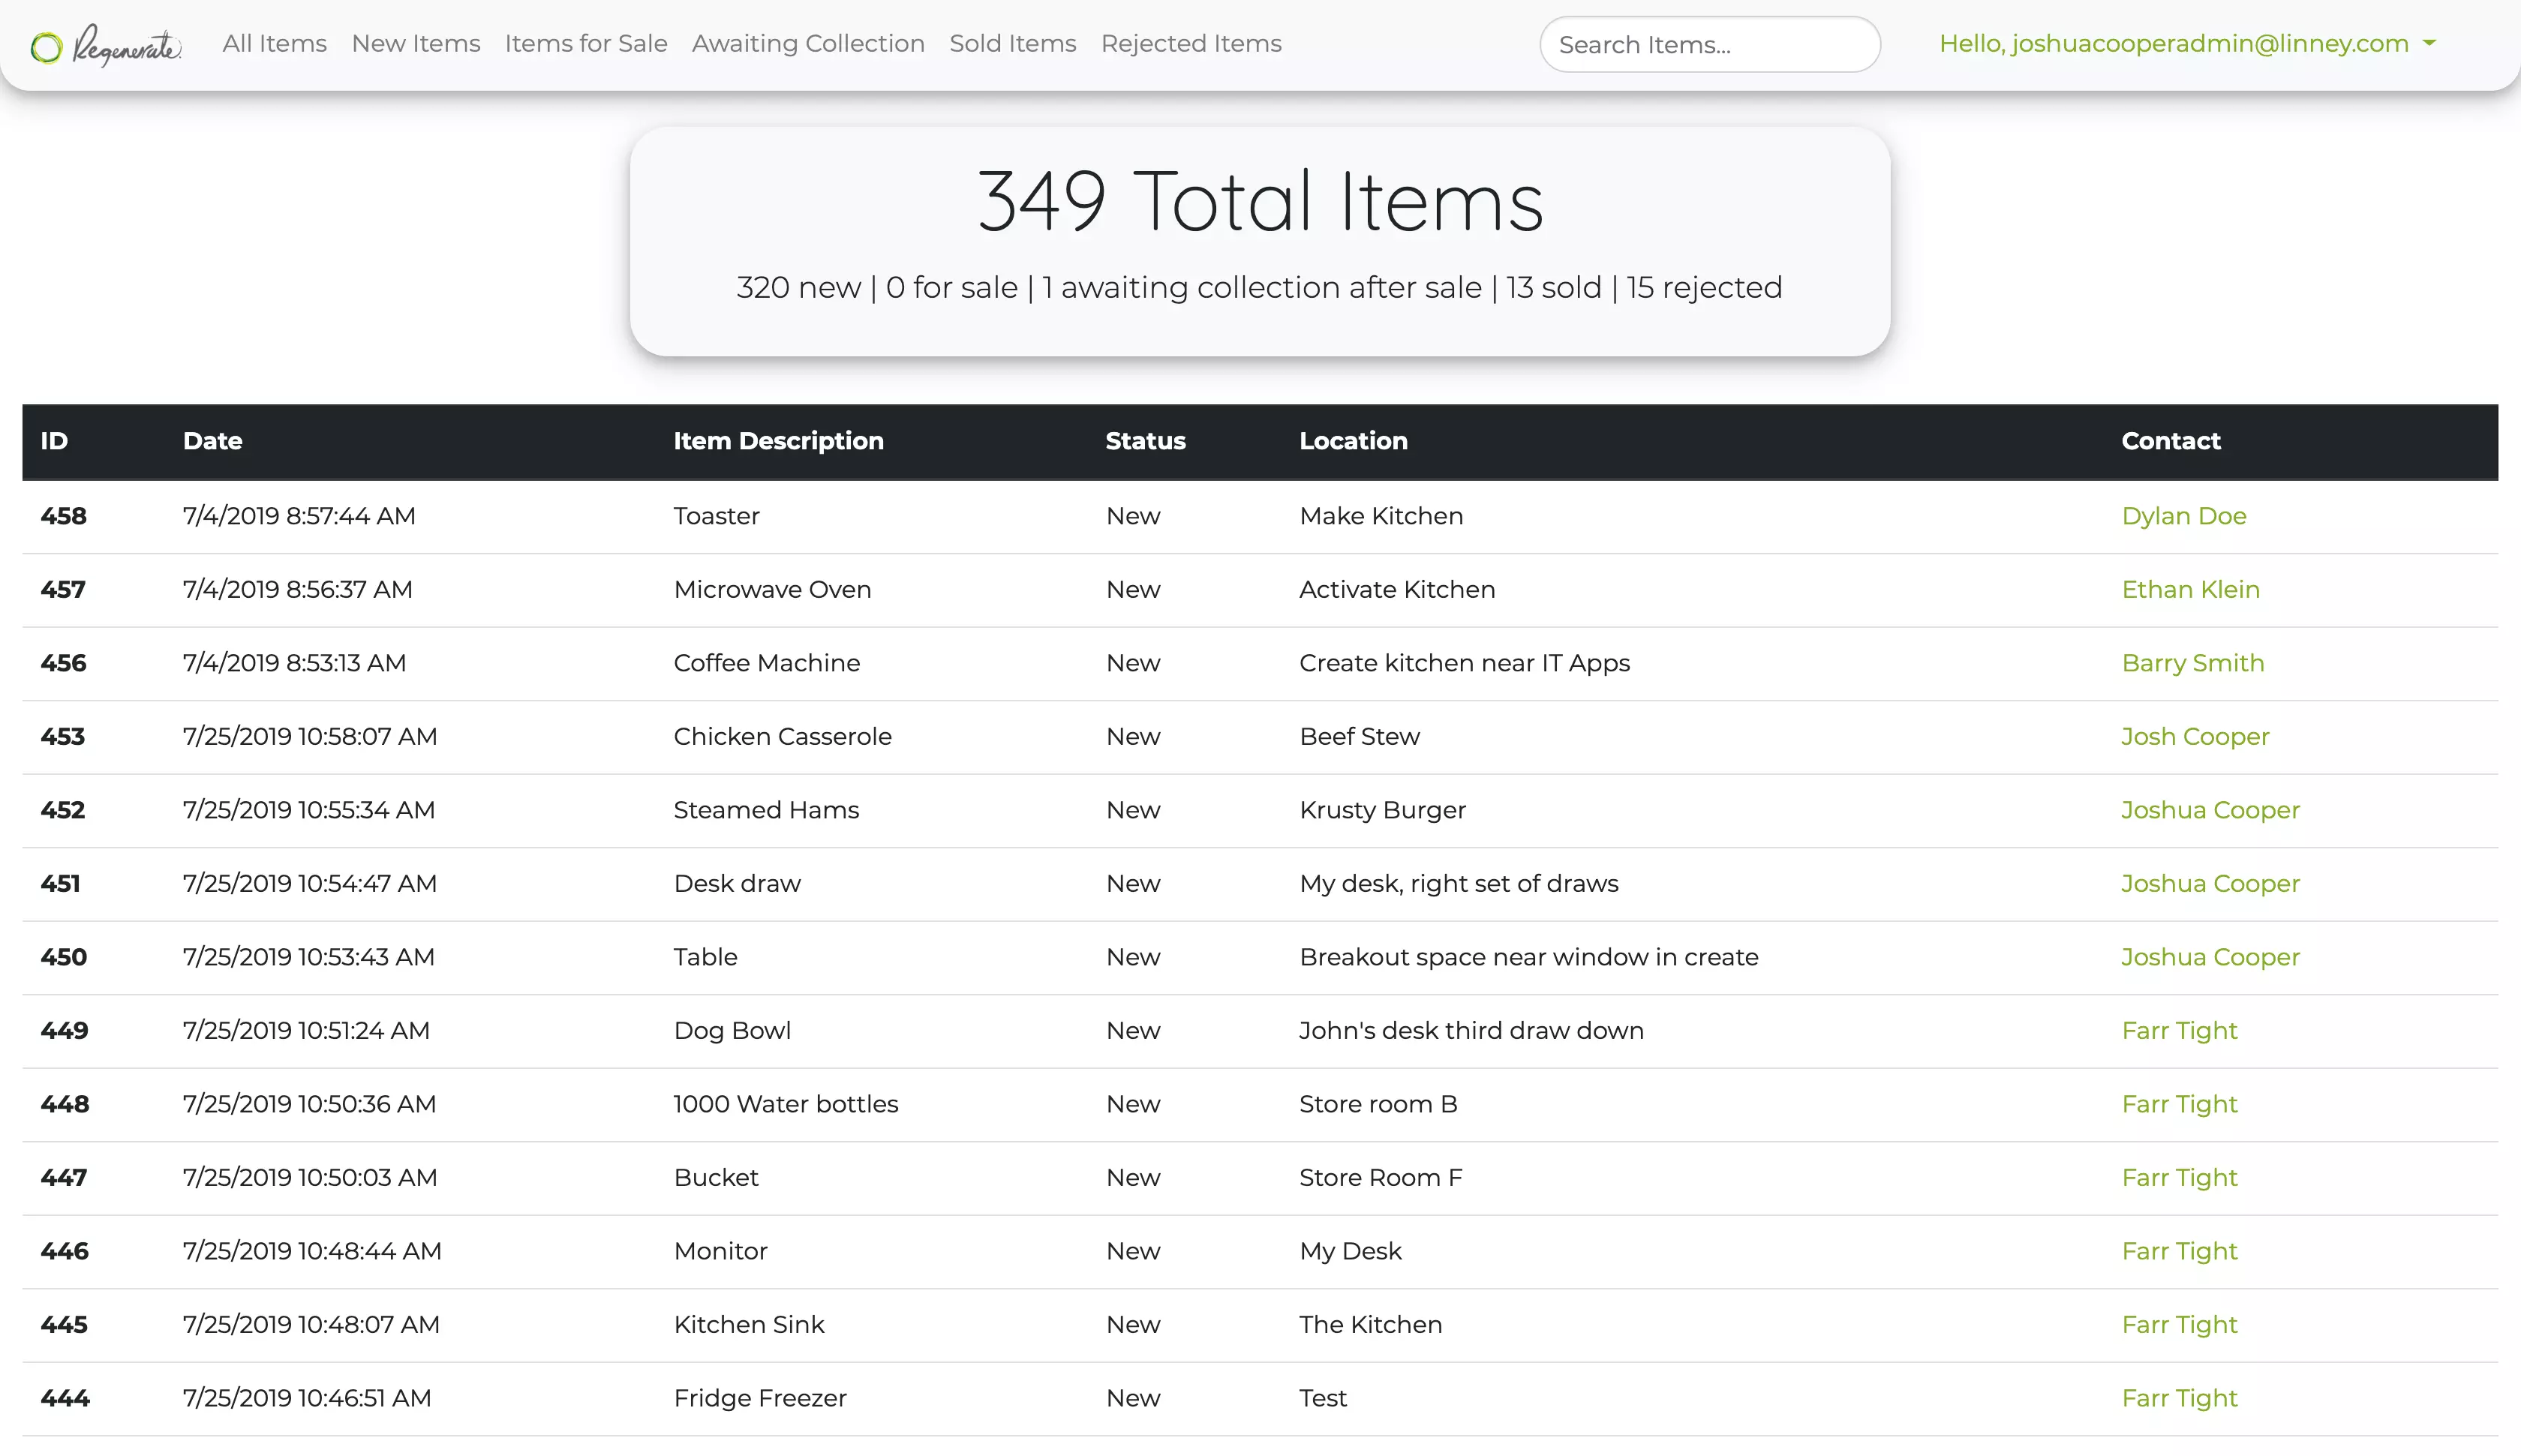 Regenerate. All Items New Items Items for Sale Awaiting Collection Sold Items Rejected Items Search Items... Hello, joshuacooperadmin@linney.com
349 Total Items
320 new | 0 for sale | 1 awaiting collection after sale | 13 sold | 15 rejected
ID Date Item Description Status Location Contact
458 7/4/2019 8:57:44 AM Toaster New Make Kitchen Dylan Doe
457 7/4/2019 8:56:37 AM Microwave Oven New Activate Kitchen Ethan Klein
456 7/4/2019 8:53:13 AM Coffee Machine New Create kitchen near IT Apps Barry Smith
453 7/25/2019 10:58:07 AM Chicken Casserole New Beef Stew Josh Cooper
452 7/25/2019 10:55:34 AM Steamed Hams New Krusty Burger Joshua Cooper
451 7/25/2019 10:54:47 AM Desk draw New My desk, right set of draws Joshua Cooper
450 7/25/2019 10:53:43 AM Table New Breakout space near window in create Joshua Cooper
449 7/25/2019 10:51:24 AM Dog Bowl New John's desk third draw down Farr Tight
448 7/25/2019 10:50:36 AM 1000 Water bottles New Store room B Farr Tight
447 7/25/2019 10:50:03 AM Bucket New Store Room F Farr Tight
446 7/25/2019 10:48:44 AM Monitor New My Desk Farr Tight
445 7/25/2019 10:48:07 AM Kitchen Sink New The Kitchen Farr Tight
444 7/25/2019 10:46:51 AM Fridge Freezer New Test Farr Tight